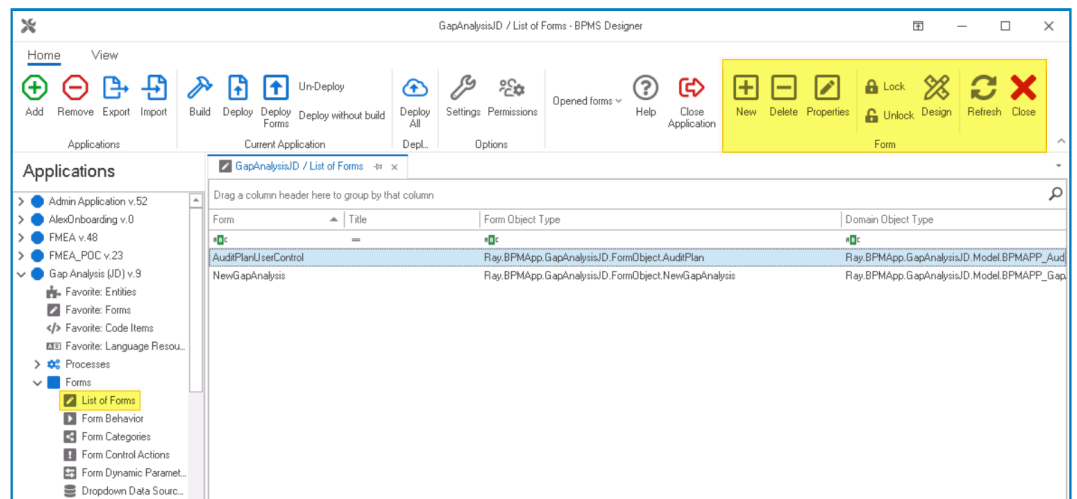 GapAnalysisJD / List of Forms - BPMS Designer
Home View
Add Remove Export Import
Applications
Build Deploy Deploy Forms Un-Deploy Deploy without build
Current Application
Deploy All
Depl...
Settings Permissions
Options
Opened forms
Help Close Application
New Delete Properties Lock Unlock Design Refresh Close
Form
Applications
GapAnalysisJD / List of Forms
Drag a column header here to group by that column
Form Title Form Object Type Domain Object Type
AuditPlanUserControl Ray.BPMApp.GapAnalysisJD.FormObject.AuditPlan Ray.BPMApp.GapAnalysisJD.Model.BPMAPP_Aud
NewGapAnalysis Ray.BPMApp.GapAnalysisJD.FormObject.NewGapAnalysis Ray.BPMApp.GapAnalysisJD.Model.BPMAPP_Gap
Admin Application v.52
AlexOnboarding v.0
FMEA v.48
FMEA_POC v.23
Gap Analysis (JD) v.9
Favorite: Entities
Favorite: Forms
Favorite: Code Items
Favorite: Language Resou...
Processes
Forms
List of Forms
Form Behavior
Form Categories
Form Control Actions
Form Dynamic Paramet...
Dropdown Data Sourc...